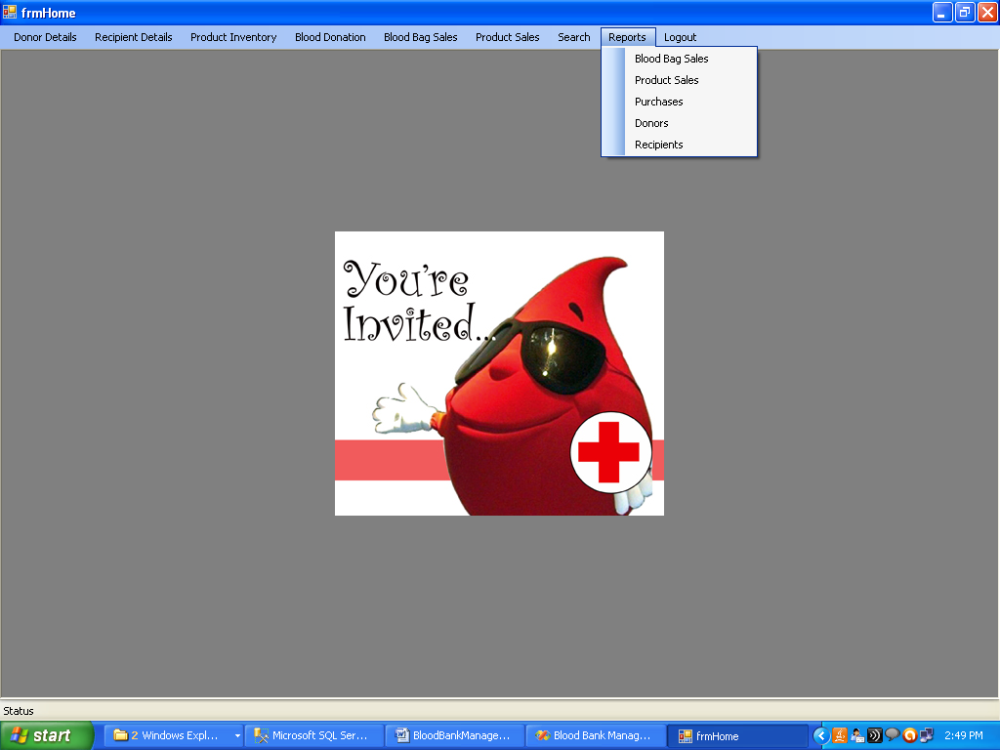 frmHome
Donor Details Recipient Details Product Inventory Blood Donation Blood Bag Sales Product Sales Search Reports Logout
Blood Bag Sales
Product Sales
Purchases
Donors
Recipients
You're
Invited...
Status
start 2 Windows Expl... Microsoft SQL Ser... BloodBankManage... Blood Bank Manag... frmHome 2:49 PM